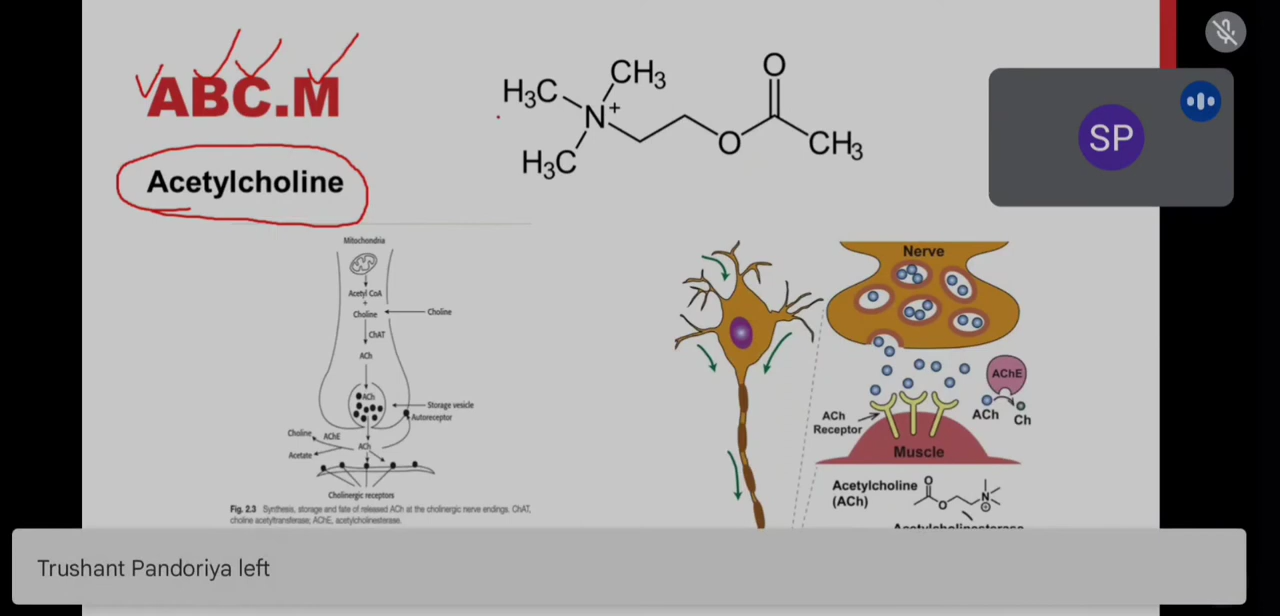 ABC.M
Acetylcholine
H3C
CH3
N+
H3C
O
O
CH3
SP
Mitochondria
Acetyl CoA
+
Choline
Choline
ChAT
ACh
ACh
Storage vesicle
Autoreceptor
Choline
AChE
ACh
Acetate
Cholinergic receptors
Fig. 2.3 Synthesis, storage and fate of released ACh at the cholinergic nerve endings. ChAT,
choline acetyltransferase; AChE, acetylcholinesterase.
Nerve
AChE
ACh
Ch
ACh
Receptor
Muscle
Acetylcholine
(ACh)
O
O
N
Trushant Pandoriya left